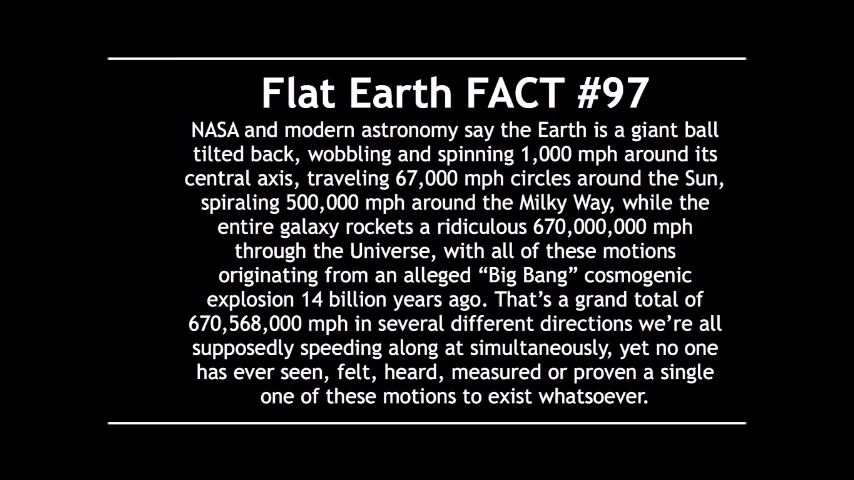 Flat Earth FACT #97
NASA and modern astronomy say the Earth is a giant ball
tilted back, wobbling and spinning 1,000 mph around its
central axis, traveling 67,000 mph circles around the Sun,
spiraling 500,000 mph around the Milky Way, while the
entire galaxy rockets a ridiculous 670,000,000 mph
through the Universe, with all of these motions
originating from an alleged “Big Bang” cosmogenic
explosion 14 billion years ago. That’s a grand total of
670,568,000 mph in several different directions we’re all
supposedly speeding along at simultaneously, yet no one
has ever seen, felt, heard, measured or proven a single
one of these motions to exist whatsoever.